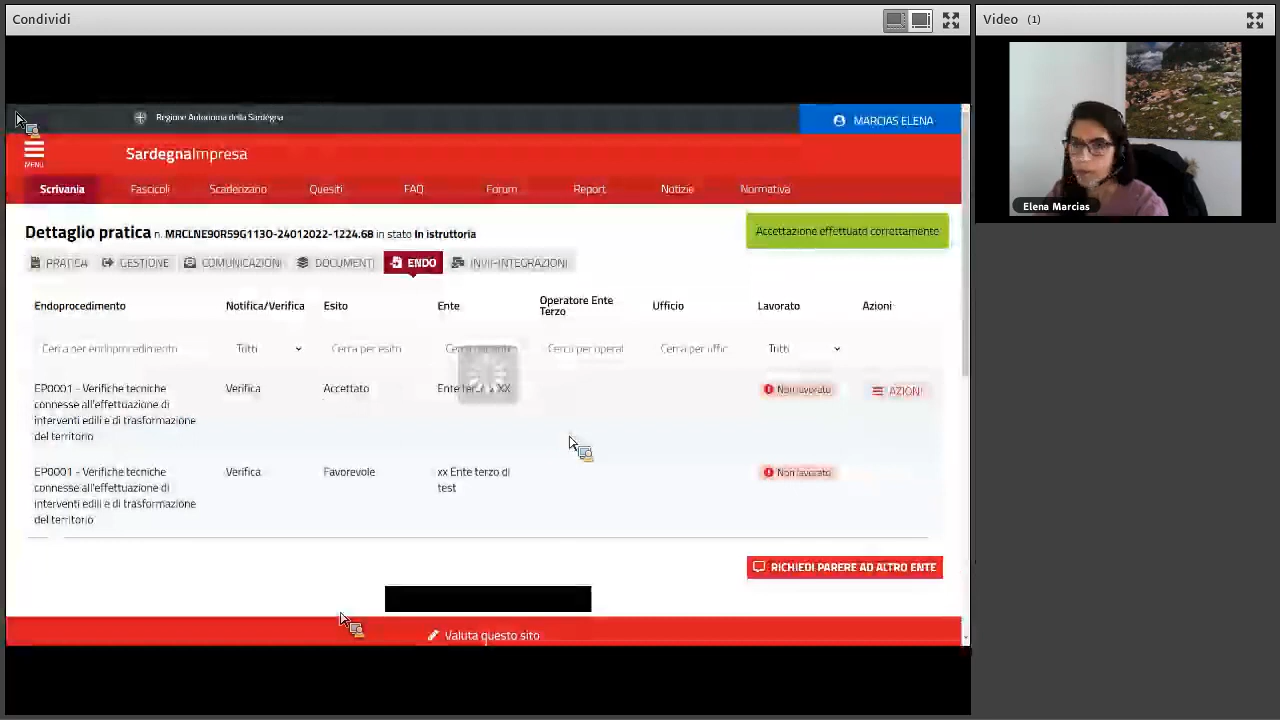 Condividi
Video (1)
Regione Autonoma della Sardegna
MARCIAS ELENA
MENU
SardegnaImpresa
Scrivania Fascicoli Scadenzario Quesiti FAQ Forum Report Notizie Normativa
Elena Marcias
Dettaglio pratica n. MRCLNE90R59G113O-24012022-1224.68 in stato In istruttoria
Accettazione effettuata correttamente
PRATICA GESTIONE COMUNICAZIONI DOCUMENTI ENDO INVII-INTEGRAZIONI
Endoprocedimento Notifica/Verifica Esito Ente Operatore Ente Terzo Ufficio Lavorato Azioni
Cerca per endoprocedimento Tutti Cerca per esito Cerca per operat Cerca per uffic Tutti
EP0001 - Verifiche tecniche Verifica Accettato Ente XX Non lavorato AZIONI
connesse all'effettuazione di
interventi edili e di trasformazione
del territorio
EP0001 - Verifiche tecniche Verifica Favorevole xx Ente terzo di Non lavorato
connesse all'effettuazione di test
interventi edili e di trasformazione
del territorio
RICHIEDI PARERE AD ALTRO ENTE
Valuta questo sito